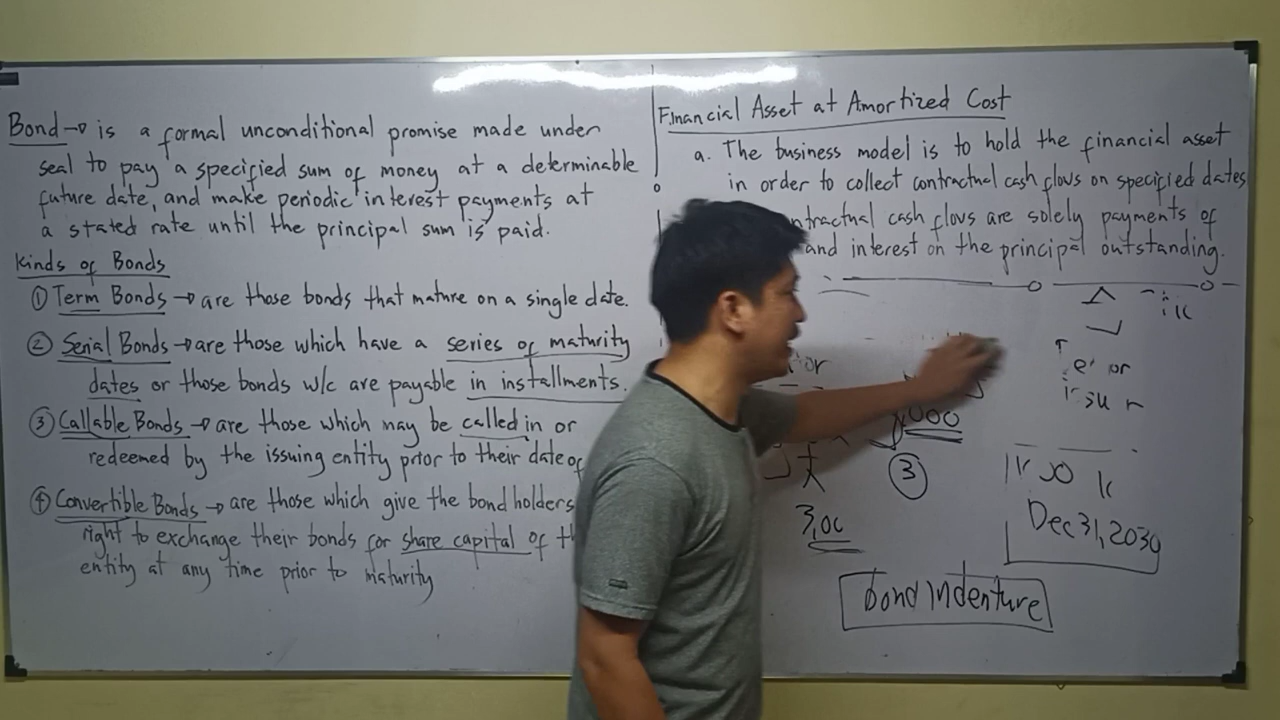 Bond → is a formal unconditional promise made under
seal to pay a specified sum of money at a determinable
future date, and make periodic interest payments at
a stated rate until the principal sum is paid.
Kinds of Bonds
① Term Bonds → are those bonds that mature on a single date.
② Serial Bonds → are those which have a series of maturity
dates or those bonds w/c are payable in installments.
③ Callable Bonds → are those which may be called in or
redeemed by the issuing entity prior to their date of
④ Convertible Bonds → are those which give the bond holders
right to exchange their bonds for share capital of
entity at any time prior to maturity
Financial Asset at Amortized Cost
a. The business model is to hold the financial asset
in order to collect contractual cash flows on specified dates
cash flows are solely payments of
and interest on the principal outstanding.
③
Dec 31, 2030
bond indenture